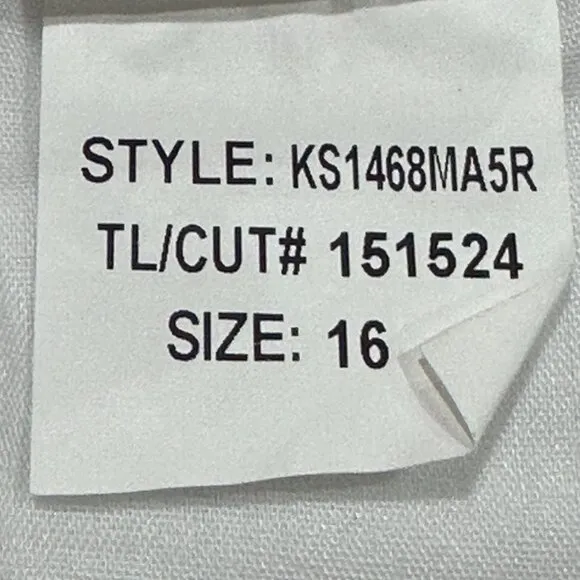 STYLE: KS1468MA5R
TL/CUT# 151524
SIZE: 16